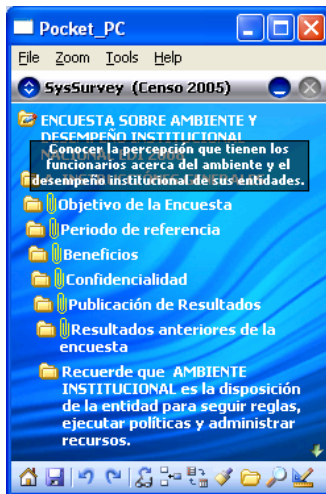 Pocket_PC
File Zoom Tools Help
SysSurvey (Censo 2005)
ENCUESTA SOBRE AMBIENTE Y
DESEMPEÑO INSTITUCIONAL
NACIONAL EDI 200
Conocer la percepción que tienen los
funcionarios acerca del ambiente y el
desempeño institucional de sus entidades.
Objetivo de la Encuesta
Periodo de referencia
Beneficios
Confidencialidad
Publicación de Resultados
Resultados anteriores de la
encuesta
Recuerde que AMBIENTE
INSTITUCIONAL es la disposición
de la entidad para seguir reglas,
ejecutar políticas y administrar
recursos.